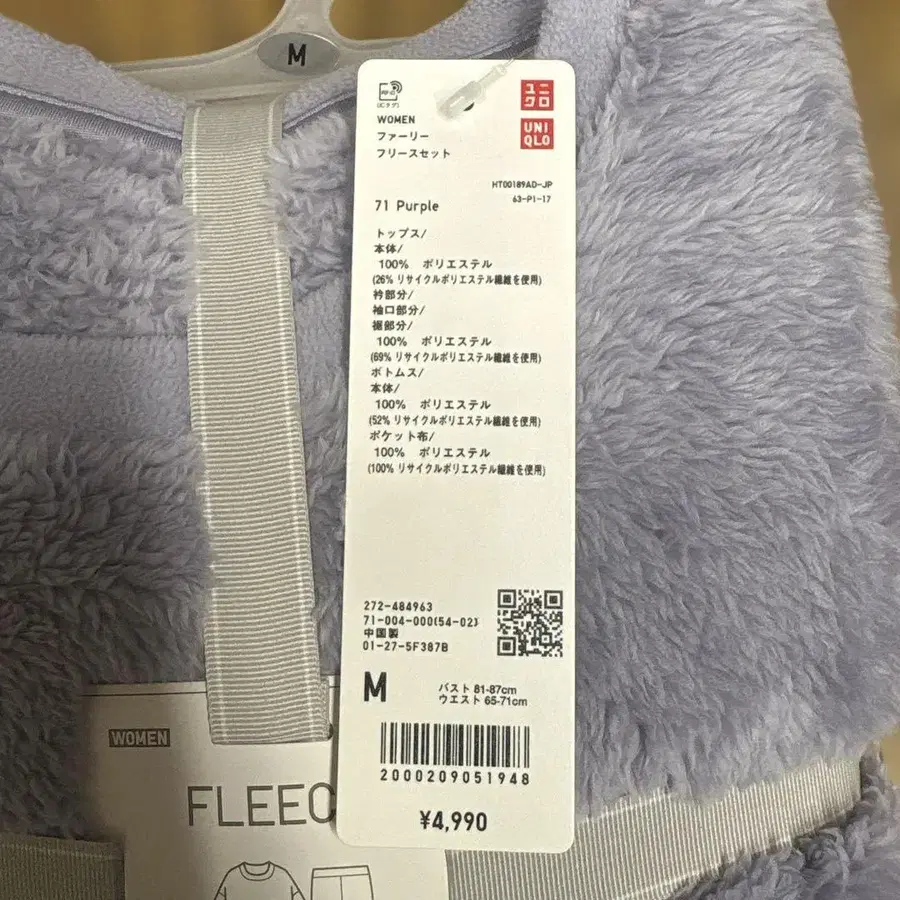 M
WOMEN
ファーリー
フリースセット
ユニ
クロ
UNI
QLO
HT00189AD-JP
63-P1-17
71 Purple
トップス/
本体/
100% ポリエステル
(26% リサイクルポリエステル繊維を使用)
衿部分/
袖口部分/
裾部分/
100% ポリエステル
(69% リサイクルポリエステル繊維を使用)
ボトムス/
本体/
100% ポリエステル
(52% リサイクルポリエステル繊維を使用)
ポケット布/
100% ポリエステル
(100% リサイクルポリエステル繊維を使用)
272-484963
71-004-000(54-02)
中国製
01-27-5F387B
M
バスト 81-87cm
ウエスト 65-71cm
2000209051948
¥4,990
WOMEN
FLEEC